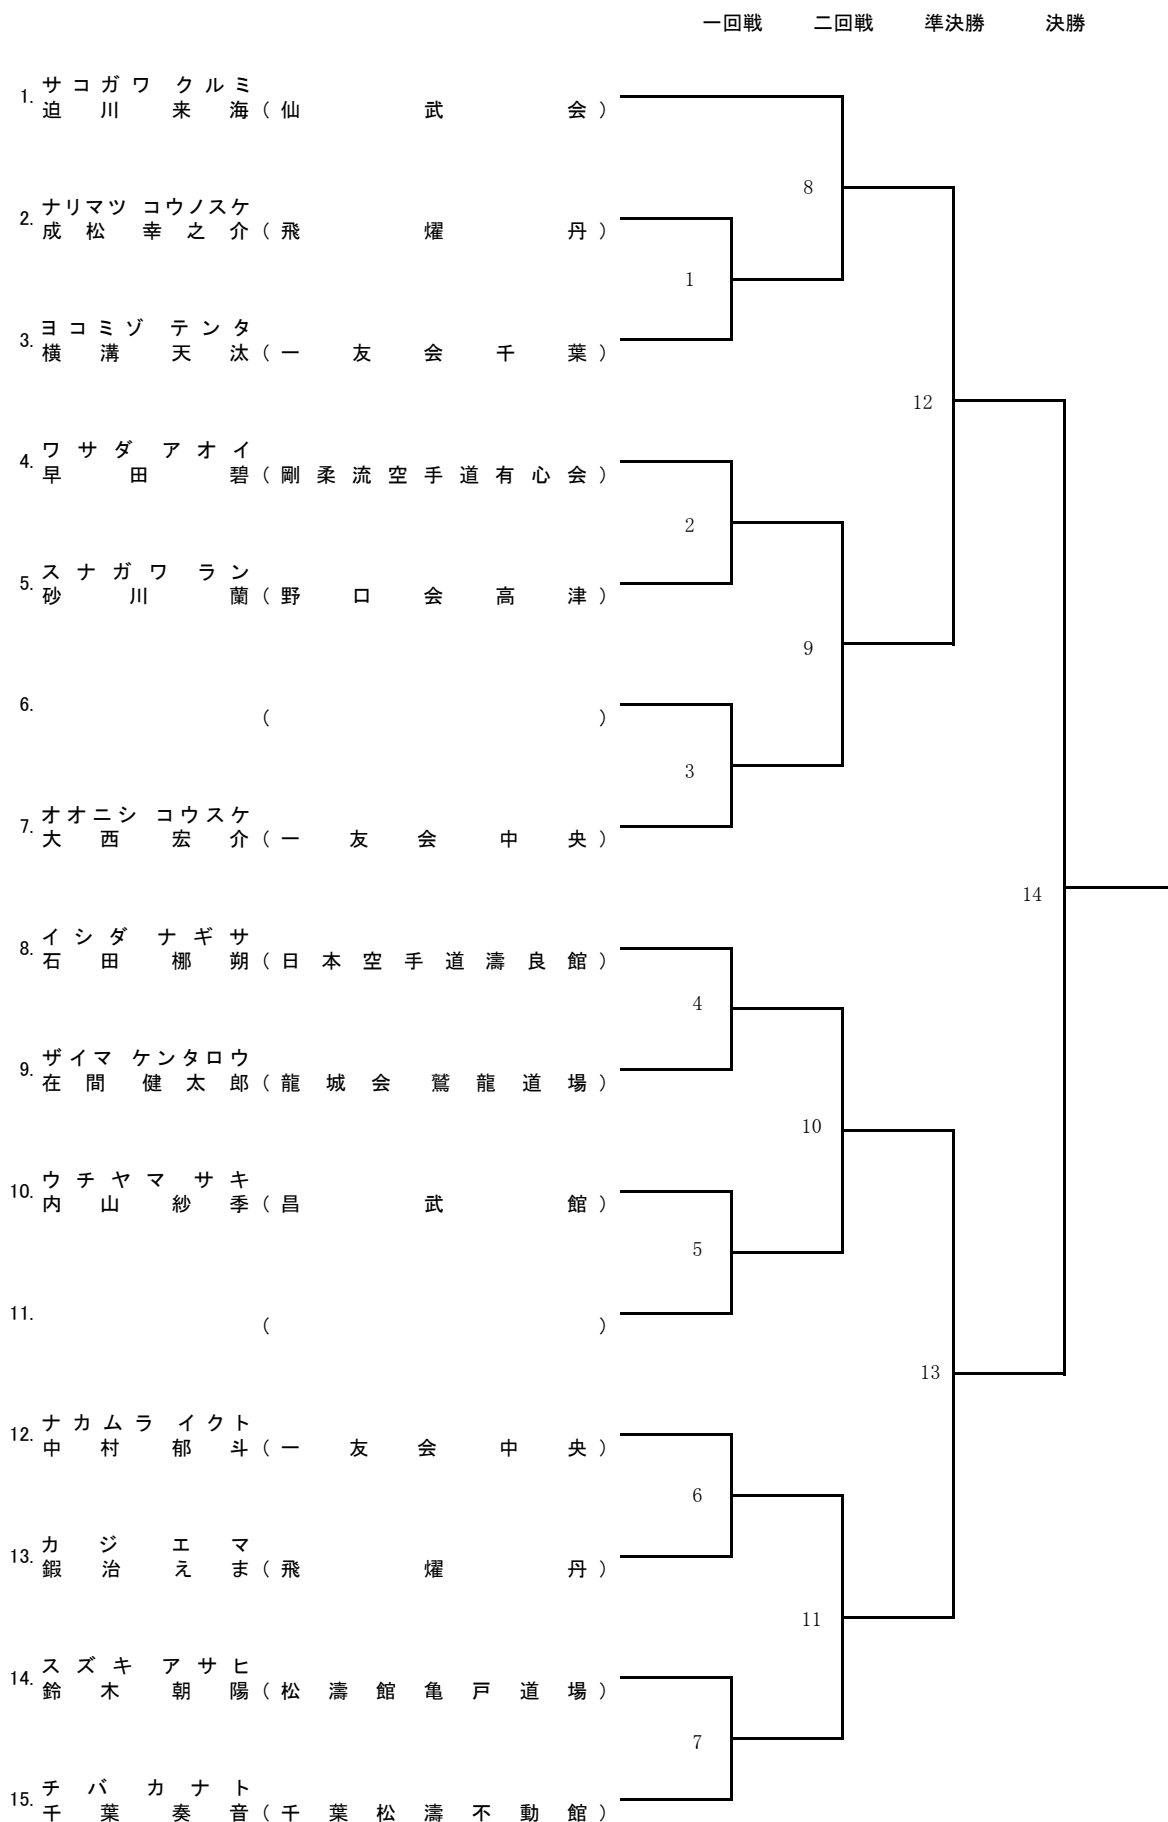 一回戦 二回戦 準決勝 決勝
サコガワ クルミ
1. 迫川来海 (仙武会)
8
ナリマツ コウノスケ
2. 成松幸之介 (飛燿丹)
1
ヨコミゾ テンタ
3. 横溝天汰 (一友会千葉)
12
ワサダ アオイ
4. 早田碧 (剛柔流空手道有心会)
2
スナガワ ラン
5. 砂川蘭 (野口会高津)
9
6. ( )
3
オオニシ コウスケ
7. 大西宏介 (一友会 中央)
14
イシダ ナギサ
8. 石田梛朔 (日本空手道濤良館)
4
ザイマ ケンタロウ
9. 在間健太郎 (龍城会 鷲龍道場)
10
ウチヤマ サキ
10. 内山紗季 (昌武館)
5
11. ( )
13
ナカムラ イクト
12. 中村郁斗 (一友会 中央)
6
カジ エマ
13. 鍜治えま (飛燿丹)
11
スズキ アサヒ
14. 鈴木朝陽 (松濤館亀戸道場)
7
チバ カナト
15. 千葉奏音 (千葉松濤不動館)